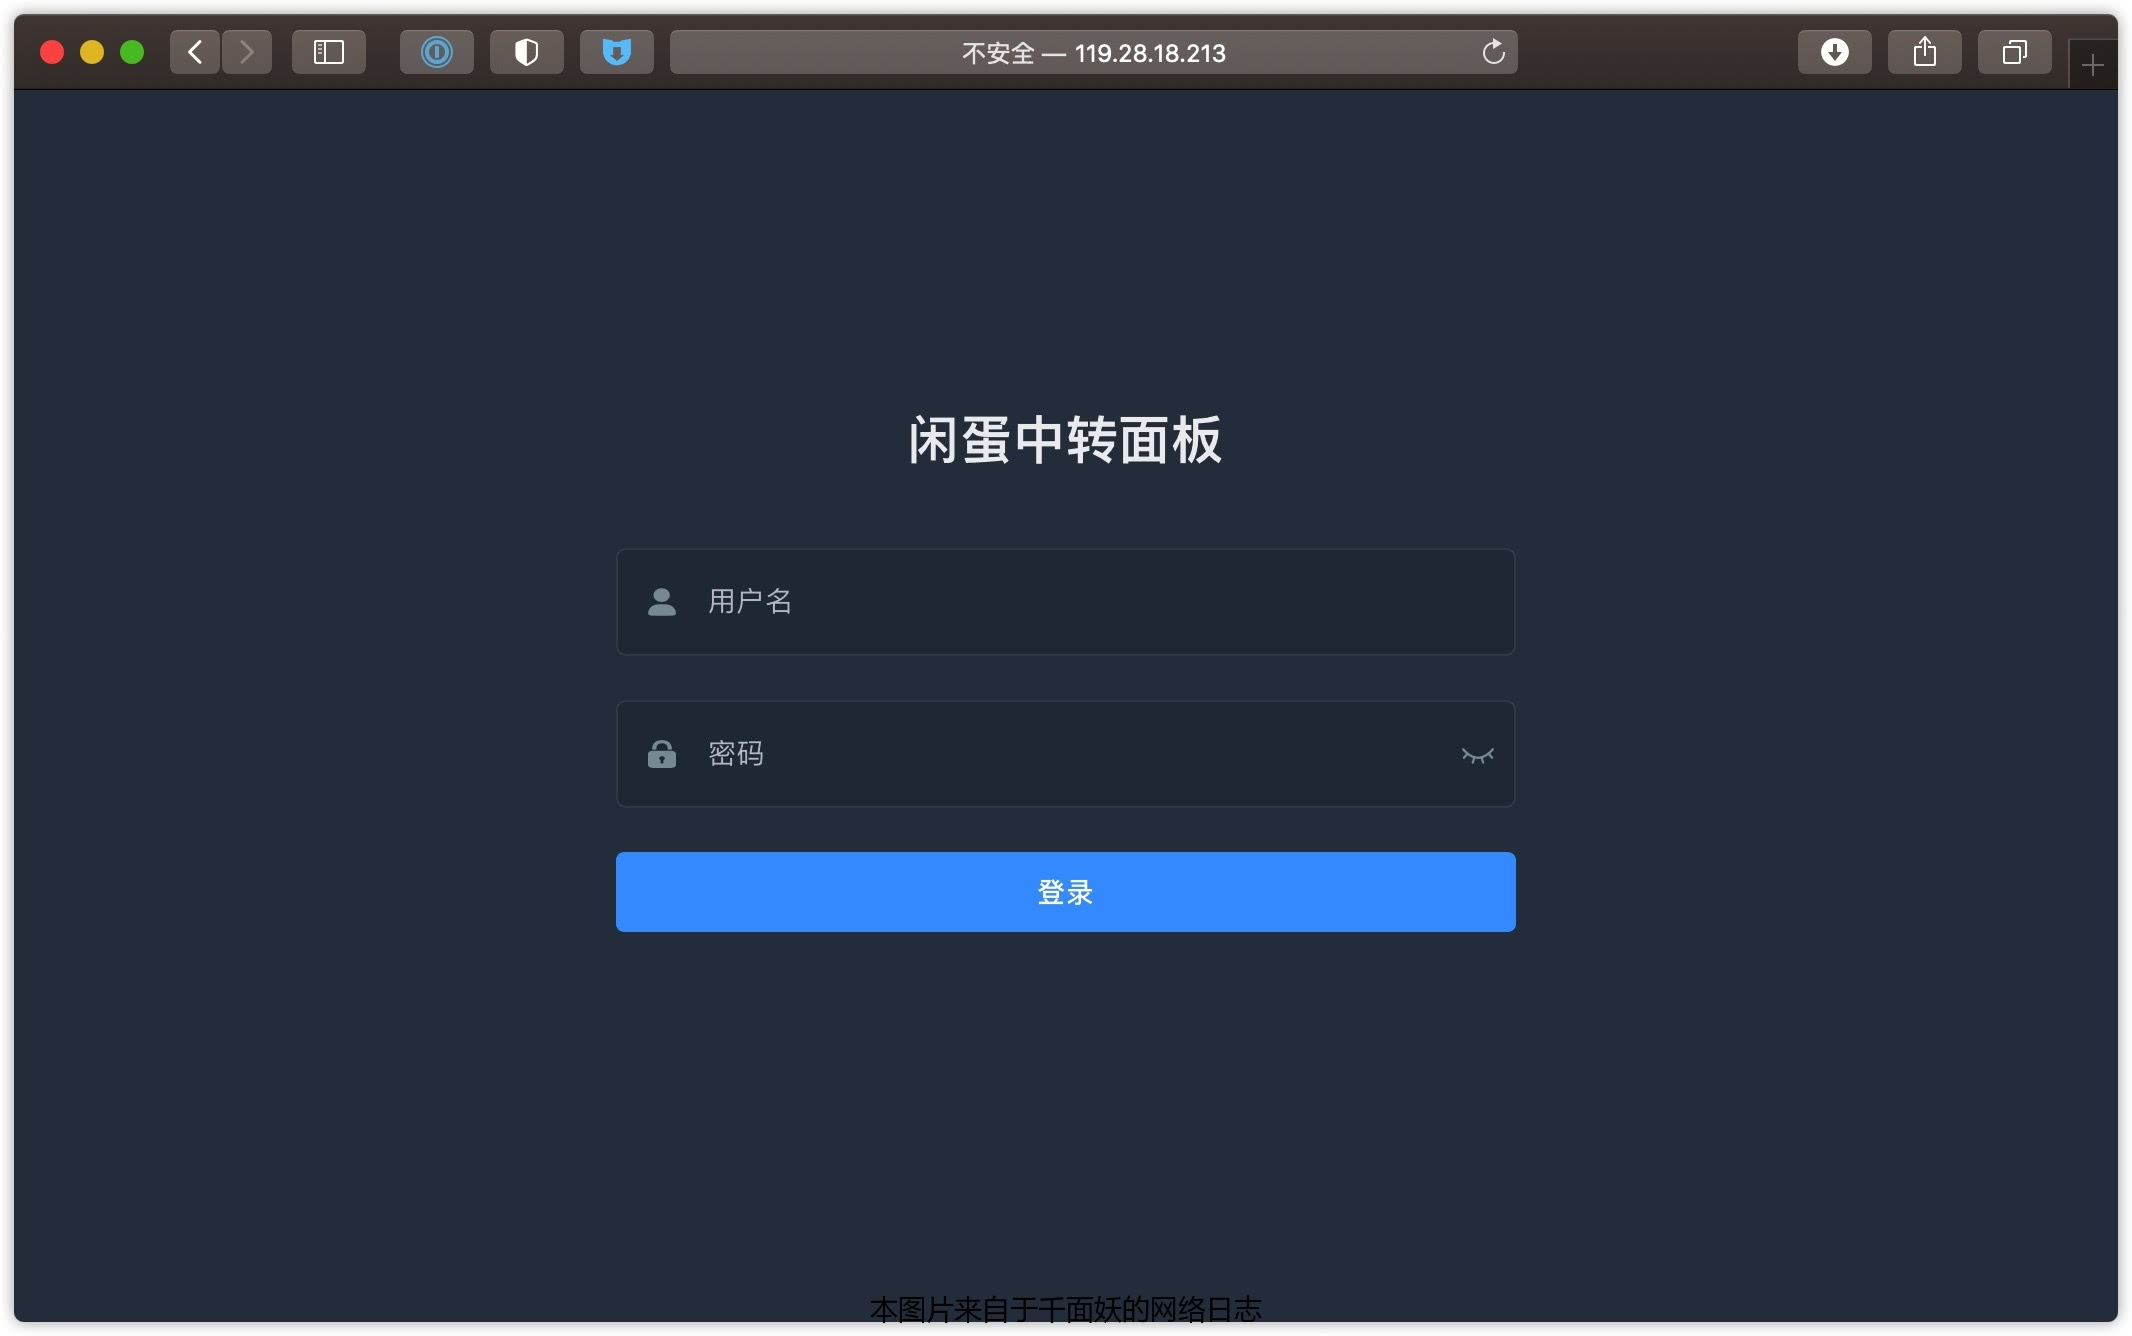 不安全 — 119.28.18.213
闲蛋中转面板
用户名
密码
登录
本图片来自于千面妖的网络日志